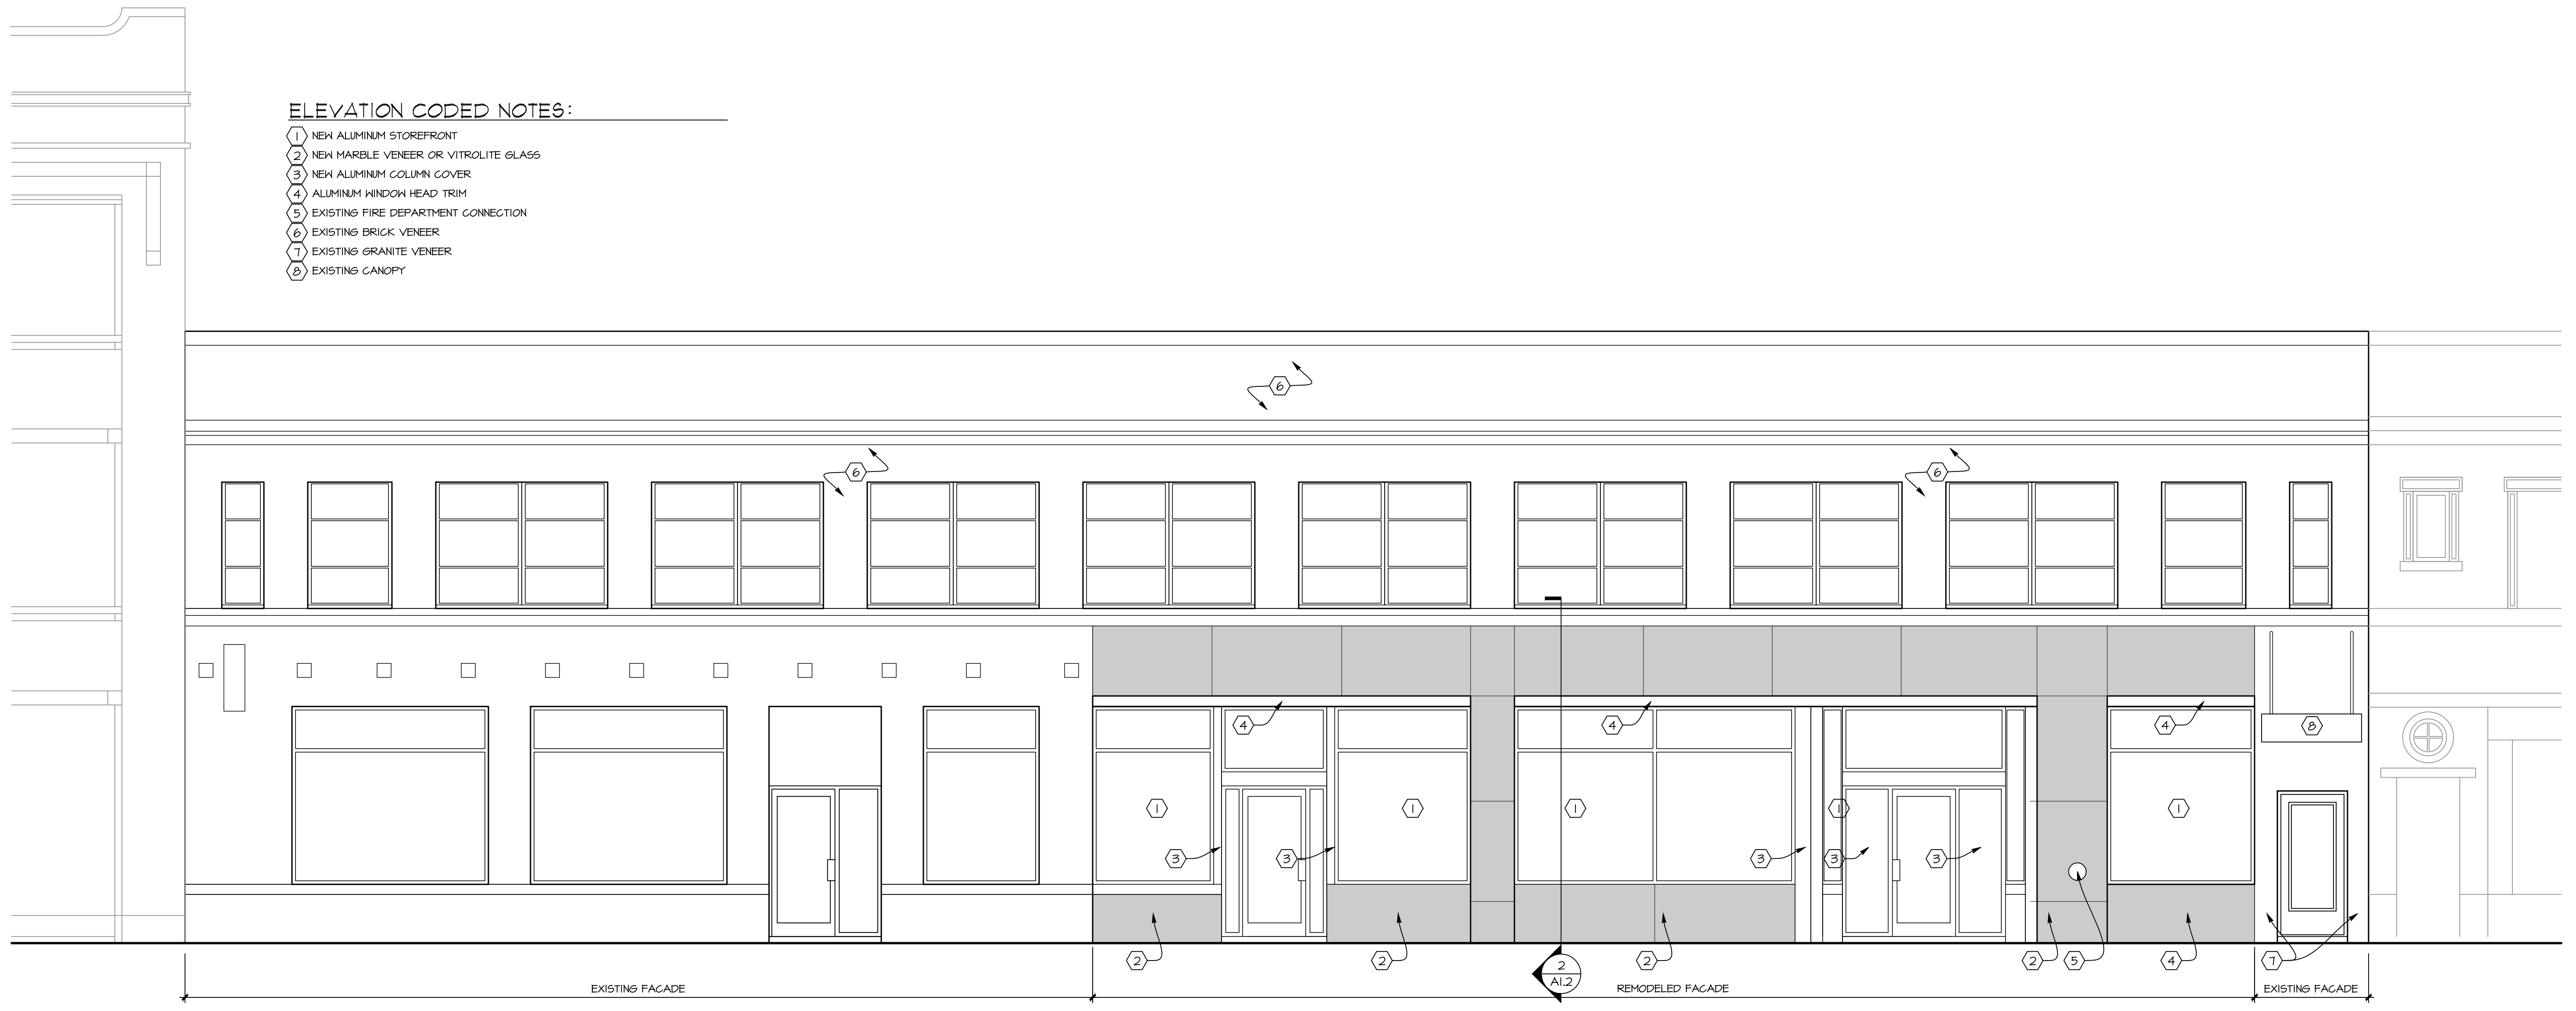 ELEVATION CODED NOTES:
1 NEW ALUMINUM STOREFRONT
2 NEW MARBLE VENEER OR VITROLITE GLASS
3 NEW ALUMINUM COLUMN COVER
4 ALUMINUM WINDOW HEAD TRIM
5 EXISTING FIRE DEPARTMENT CONNECTION
6 EXISTING BRICK VENEER
7 EXISTING GRANITE VENEER
8 EXISTING CANOPY
6
6 6
4 4 4 8
1 1 1 1 1
3 3 3 3 3
2 2 2 2 5 4 7
2
A1.2
EXISTING FACADE REMODELED FACADE EXISTING FACADE